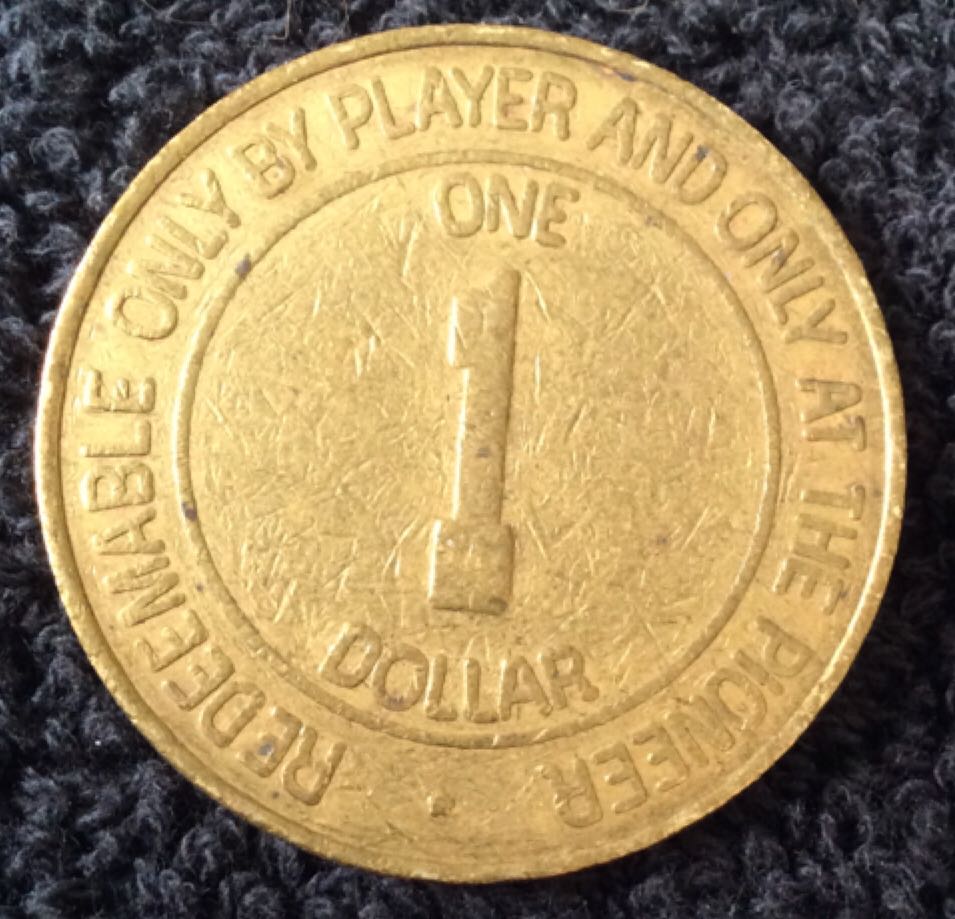 REDEEMABLE ONLY BY PLAYER AND ONLY AT THE PIONEER
ONE
1
DOLLAR